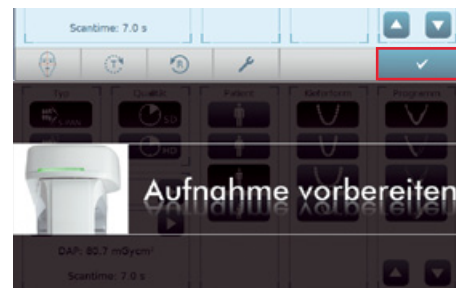 Scantime: 7.0 s
Typ Qualität Patient Kieferform Programm
S PAN SD
HD
Aufnahme vorbereiten
DAP: 80.7 mGycm²
Scantime: 7.0 s